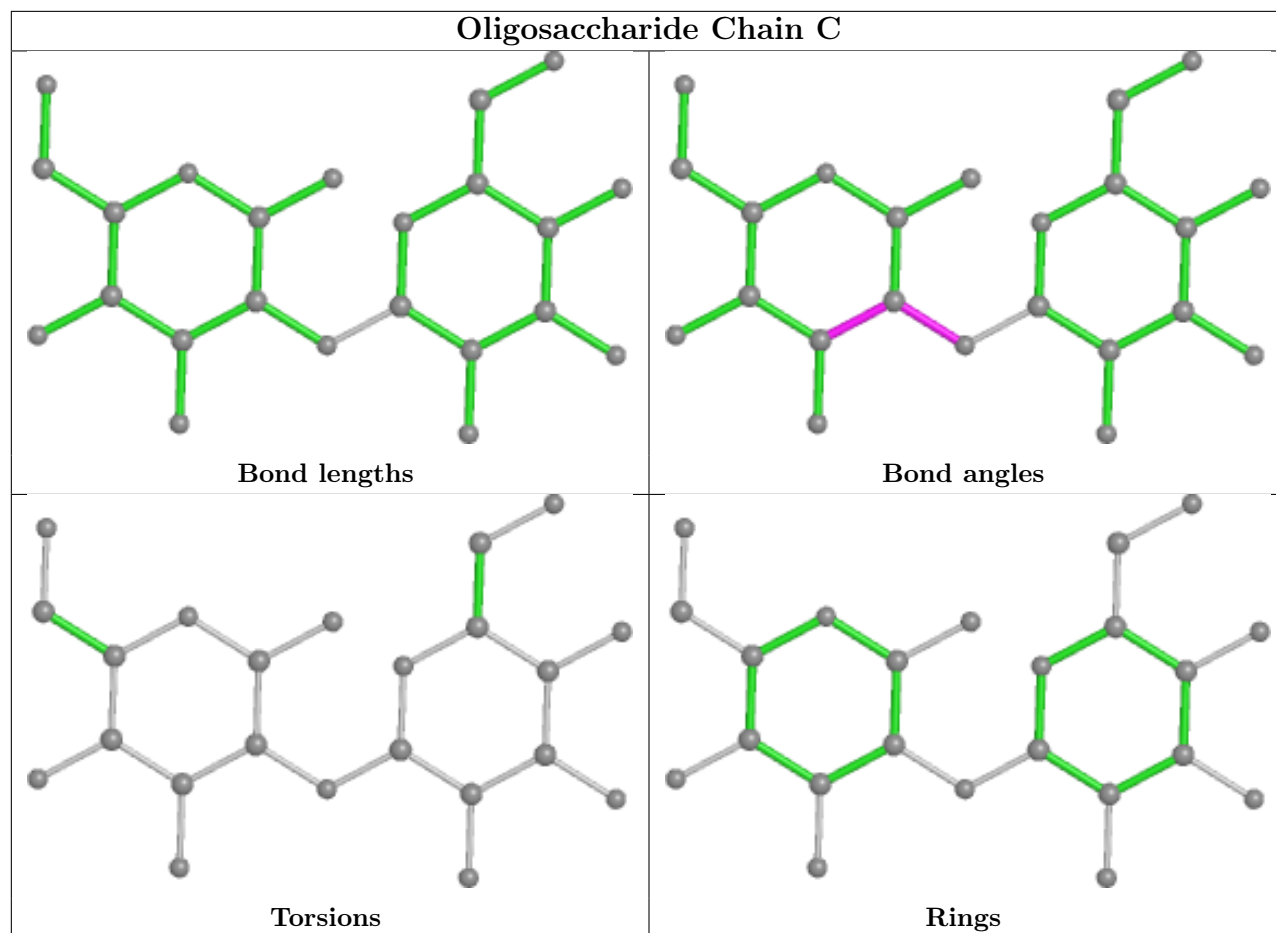 Oligosaccharide Chain C
Bond lengths
Bond angles
Torsions
Rings